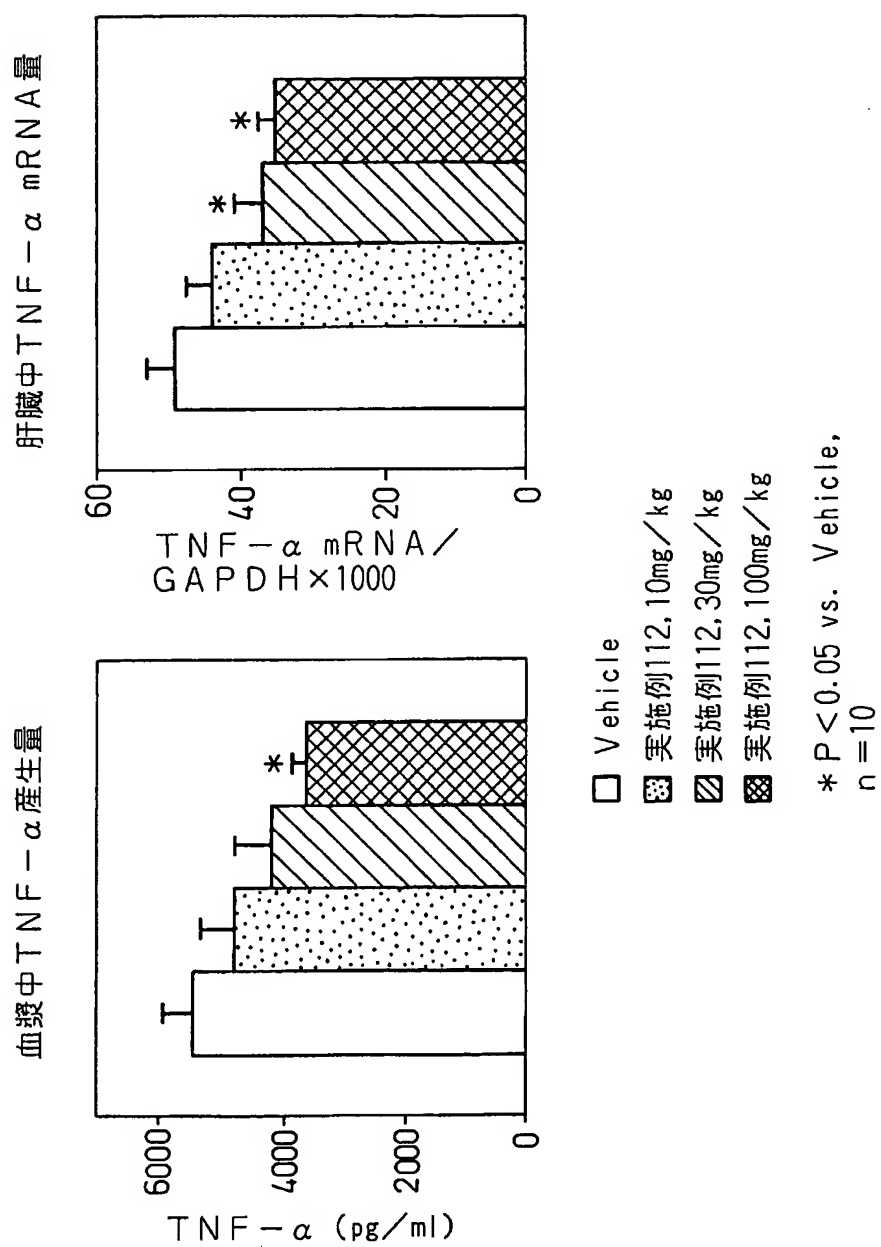 血漿中TNF-α産生量
TNF-α (pg/ml)
6000
4000
2000
0
*
肝臓中TNF-α mRNA量
TNF-α mRNA/
GAPDH×1000
60
40
20
0
*
*
Vehicle
実施例112,10mg/kg
実施例112,30mg/kg
実施例112,100mg/kg
*P<0.05 vs. Vehicle,
n=10